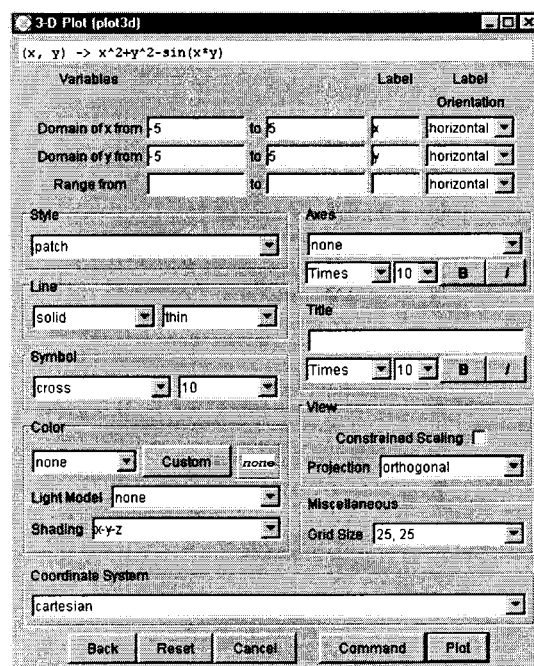 3-D Plot (plot3d)
(x, y) -> x^2+y^2-sin(x*y)
Variables Label Label
Orientation
Domain of x from -5 to 5 x horizontal
Domain of y from -5 to 5 y horizontal
Range from to horizontal
Style
patch
Line
solid thin
Symbol
cross 10
Color
none Custom none
Light Model none
Shading x-y-z
Axes
none
Times 10 B I
Title
Times 10 B I
View
Constrained Scaling
Projection orthogonal
Miscellaneous
Grid Size 25, 25
Coordinate System
cartesian
Back Reset Cancel Command Plot